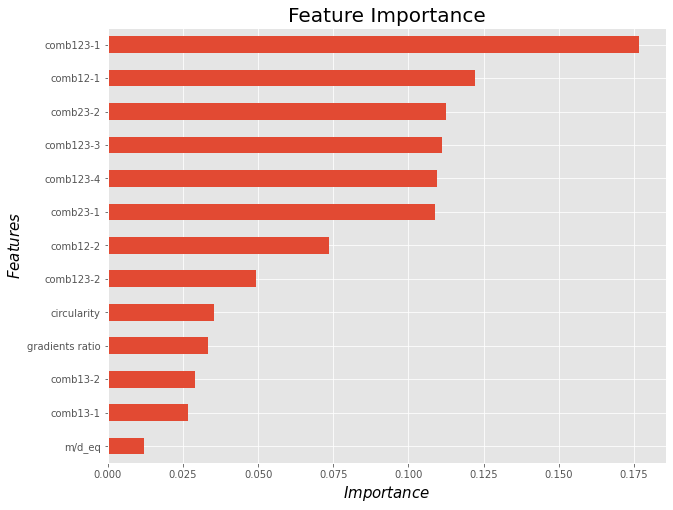 Feature Importance
comb123-1
comb12-1
comb23-2
comb123-3
comb123-4
comb23-1
comb12-2
comb123-2
circularity
gradients ratio
comb13-2
comb13-1
m/d_eq
Features
0.000 0.025 0.050 0.075 0.100 0.125 0.150 0.175
Importance